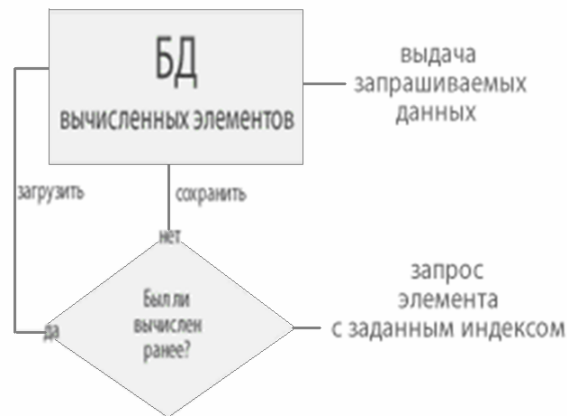 БД
вычисленных элементов
выдача
запрашиваемых
данных
загрузить
сохранить
нет
Был ли
вычислен
ранее?
да
запрос
элемента
с заданным индексом